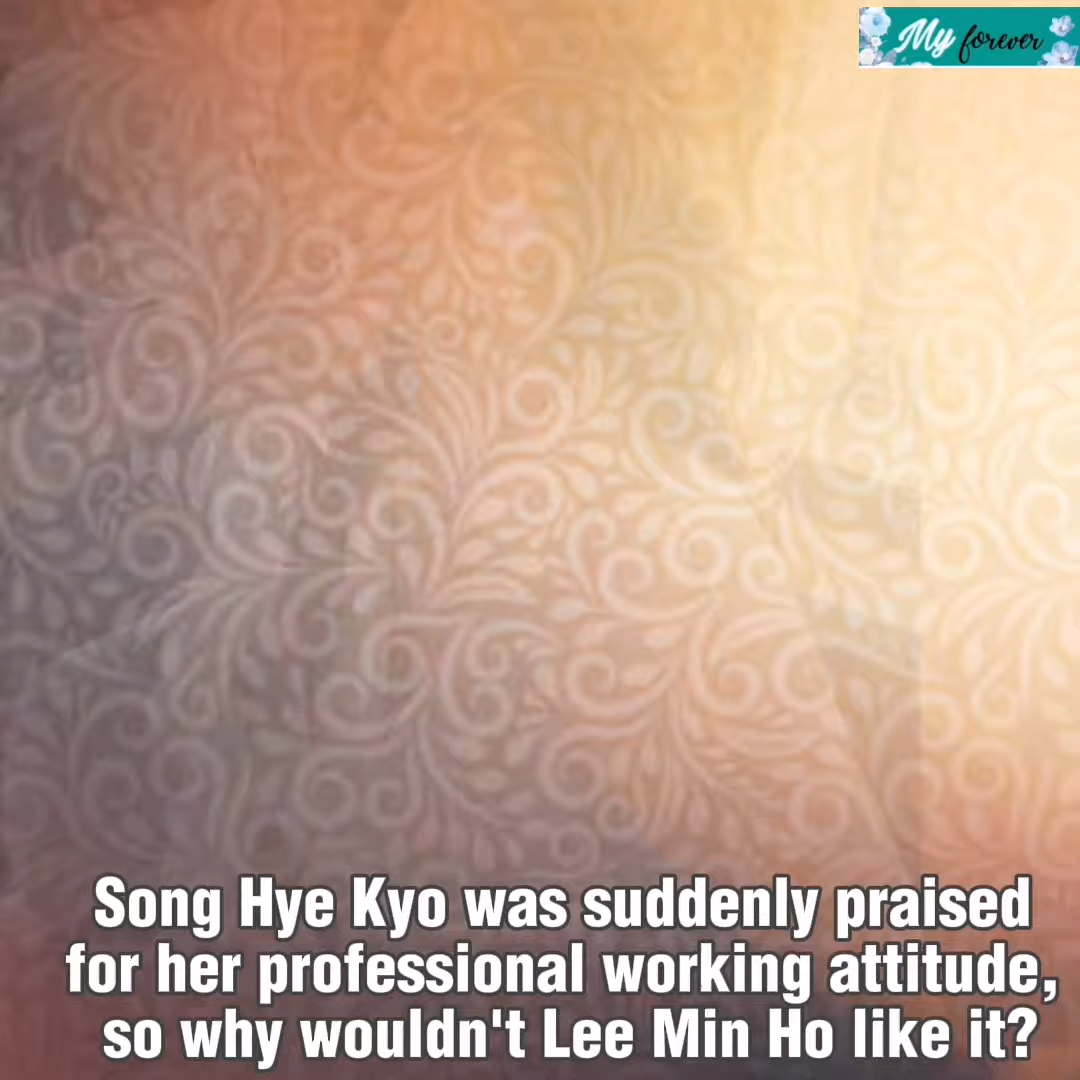 My forever
Song Hye Kyo was suddenly praised
for her professional working attitude,
so why wouldn't Lee Min Ho like it?